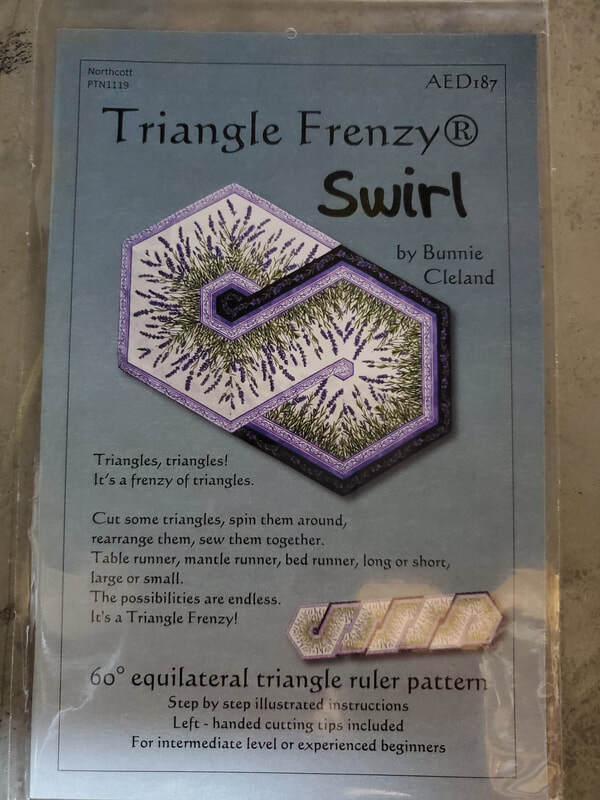 Northcott
PTN1119
AED187
Triangle Frenzy®
Swirl
by Bunnie
Cleland
Triangles, triangles!
It's a frenzy of triangles.
Cut some triangles, spin them around,
rearrange them, sew them together.
Table runner, mantle runner, bed runner, long or short,
large or small.
The possibilities are endless.
It's a Triangle Frenzy!
60° equilateral triangle ruler pattern
Step by step illustrated instructions
Left - handed cutting tips included
For intermediate level or experienced beginners